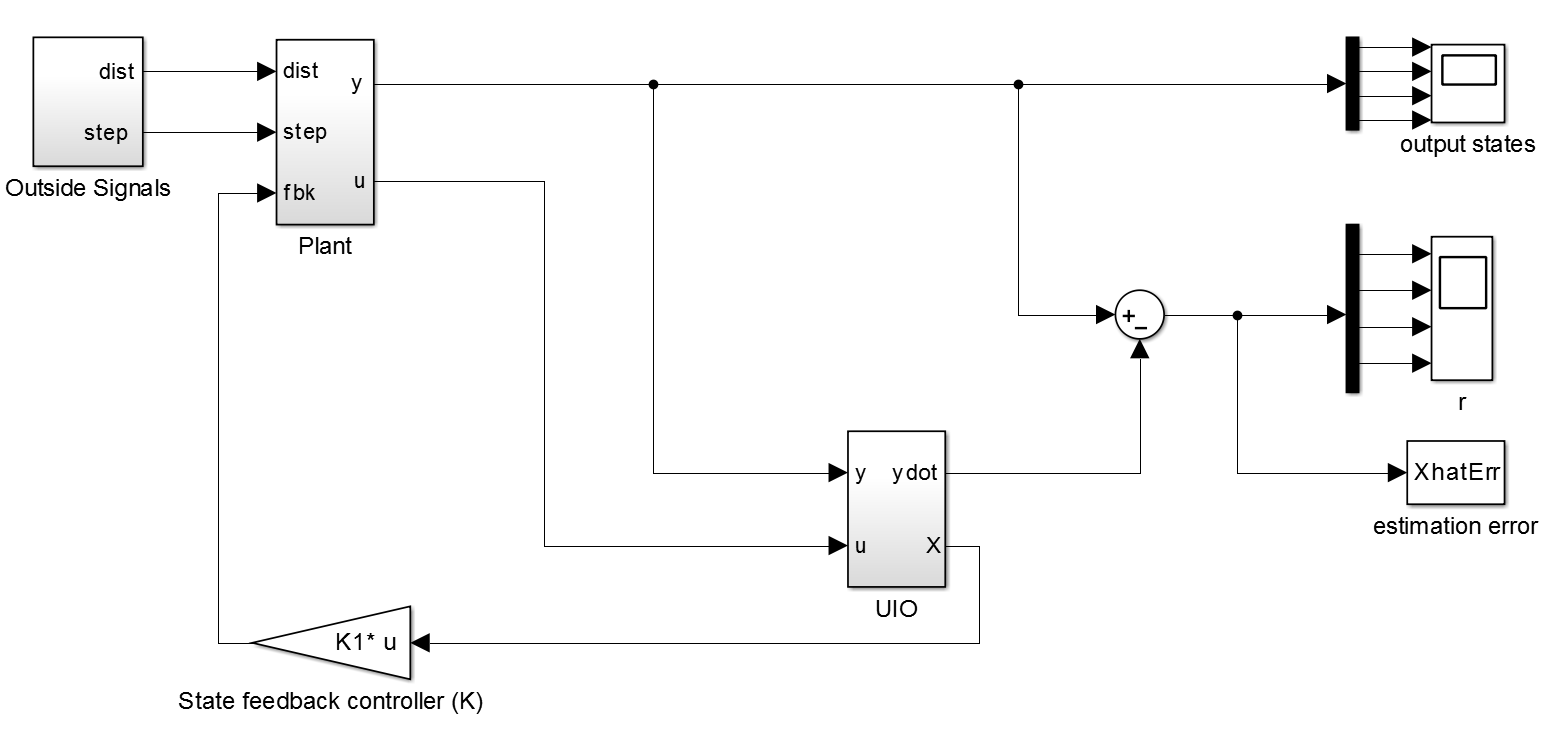 dist
step
Outside Signals
dist
step
fbk
y
u
Plant
output states
+
−
r
XhatErr
estimation error
y
u
ydot
X
UIO
K1* u
State feedback controller (K)